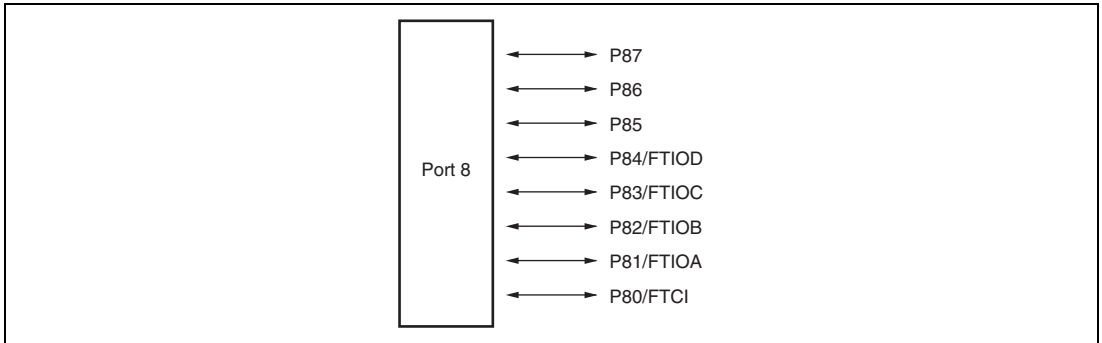 P87
P86
P85
P84/FTIOD
Port 8
P83/FTIOC
P82/FTIOB
P81/FTIOA
P80/FTCI